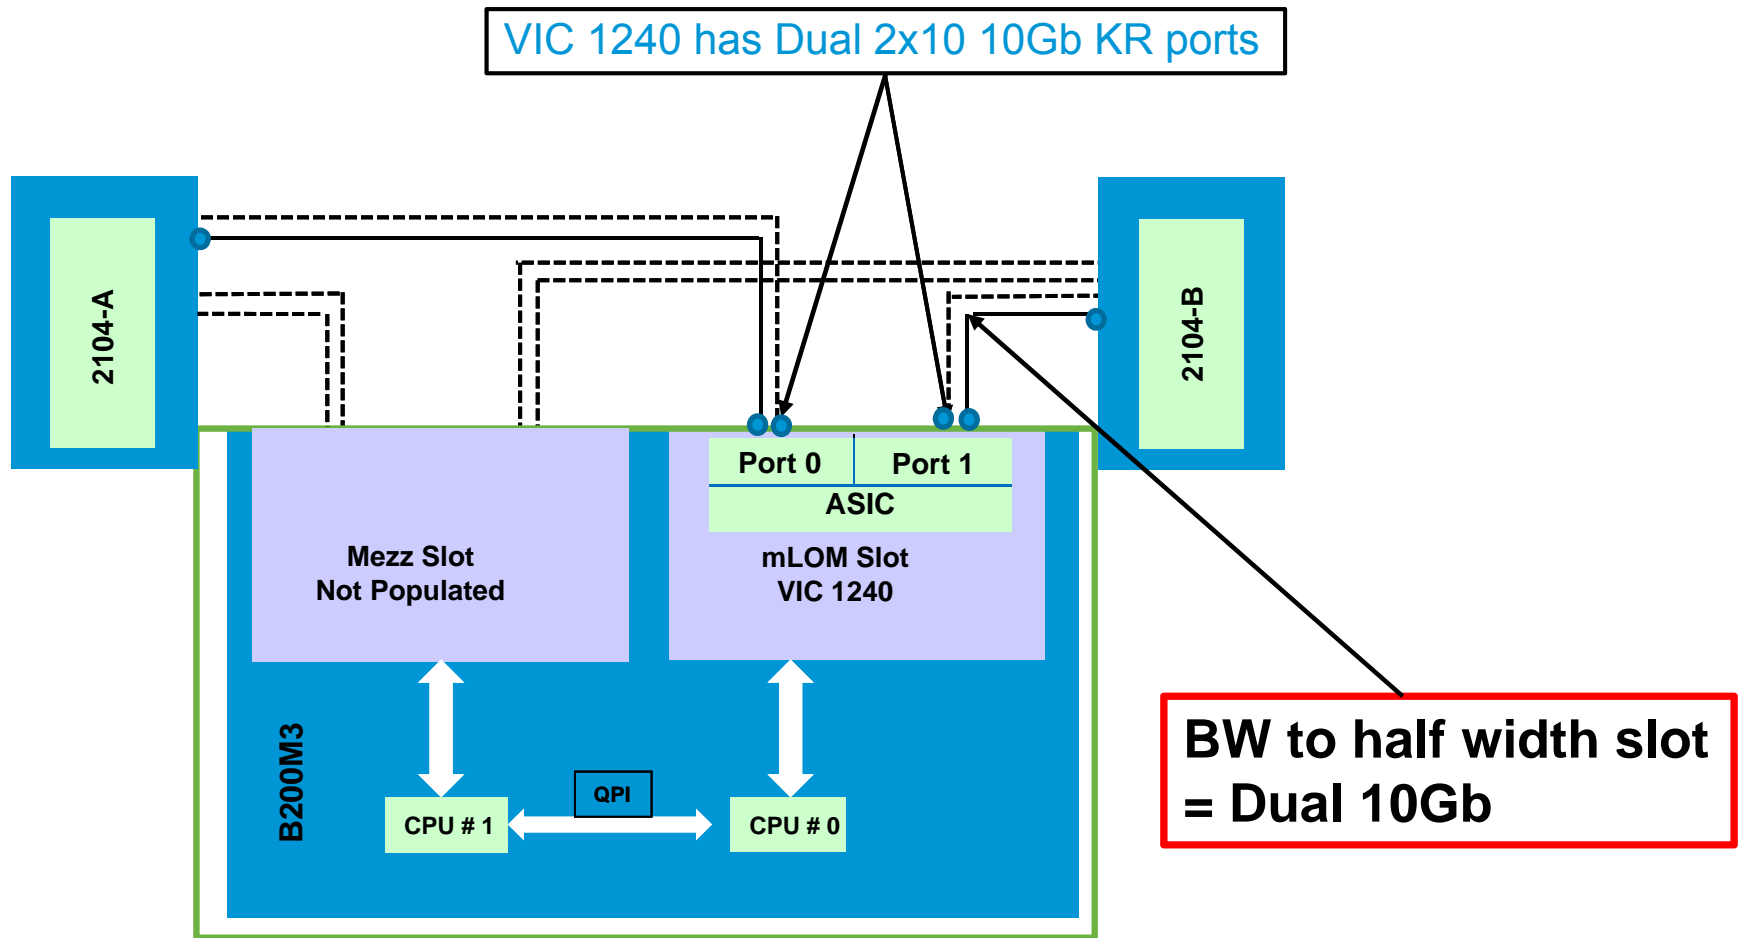 VIC 1240 has Dual 2x10 10Gb KR ports
2104-A
2104-B
Port 0
Port 1
ASIC
Mezz Slot
Not Populated
mLOM Slot
VIC 1240
B200M3
QPI
CPU # 1
CPU # 0
BW to half width slot
= Dual 10Gb